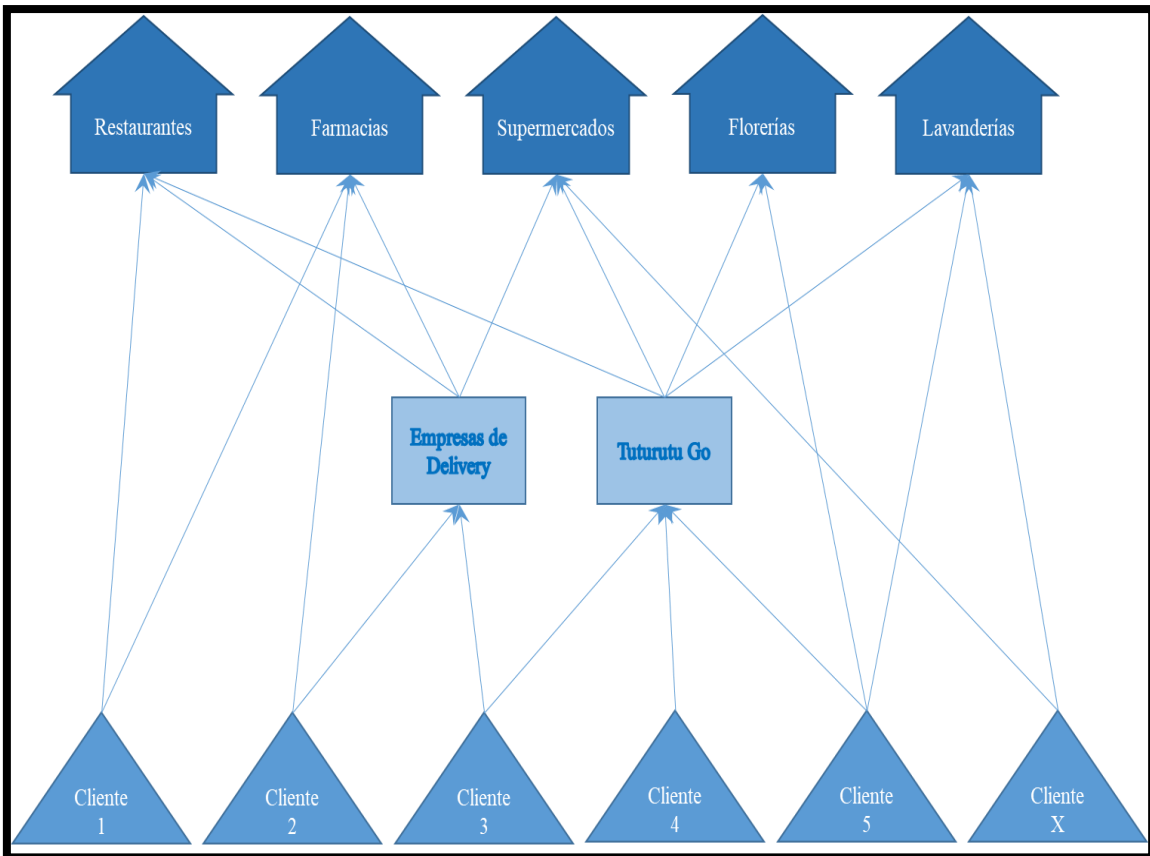 Restaurantes
Farmacias
Supermercados
Florerías
Lavanderías
Empresas de
Delivery
Tuturutu Go
Cliente
1
Cliente
2
Cliente
3
Cliente
4
Cliente
5
Cliente
X